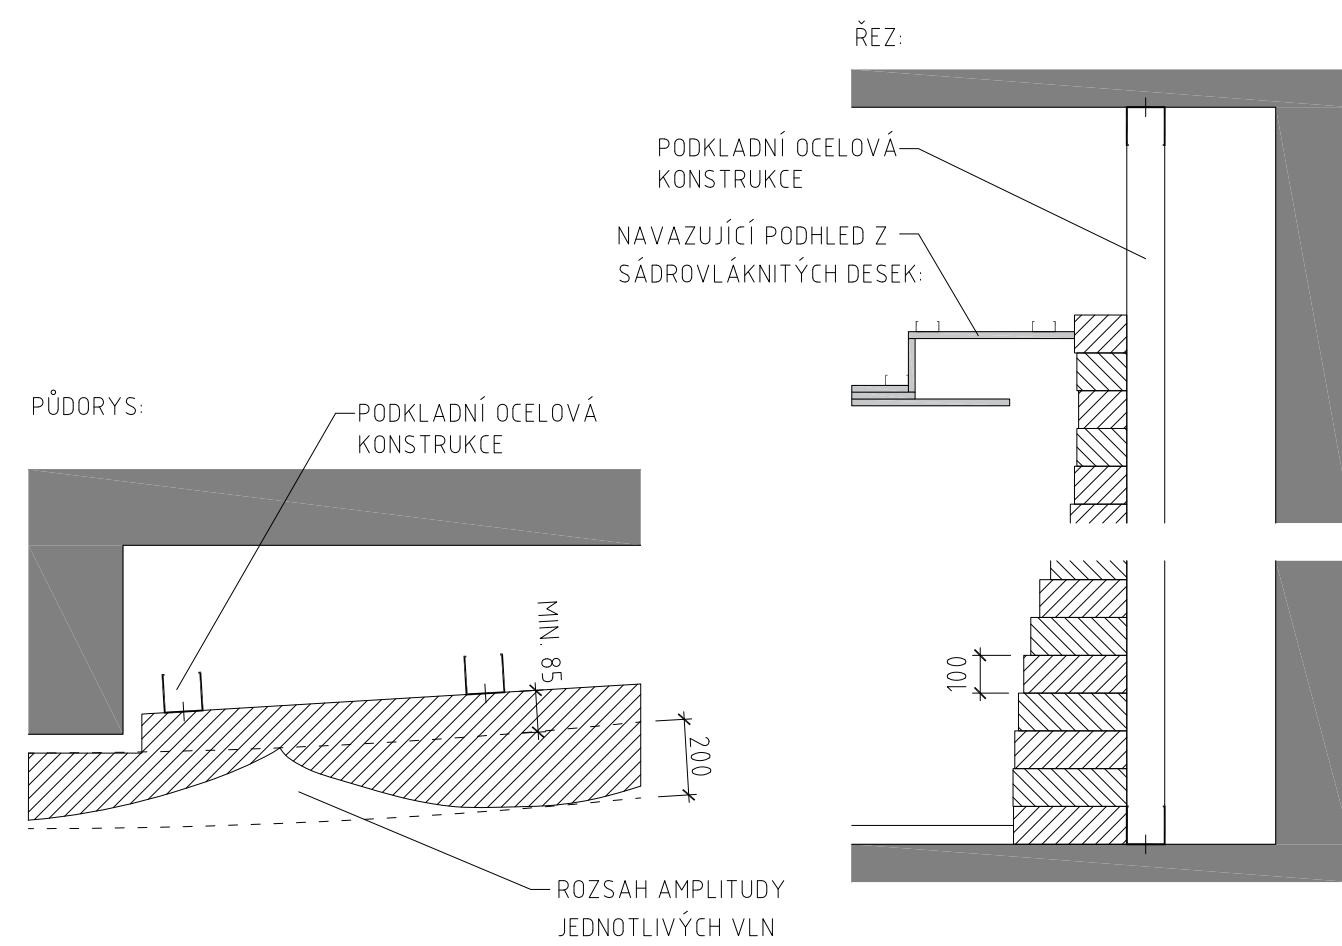 ŘEZ:
PODKLADNÍ OCELOVÁ
KONSTRUKCE
NAVAZUJÍCÍ PODHLED Z
SÁDROVLÁKNITÝCH DESEK:
PŮDORYS:
PODKLADNÍ OCELOVÁ
KONSTRUKCE
MIN. 85
100
200
ROZSAH AMPLITUDY
JEDNOTLIVÝCH VLN